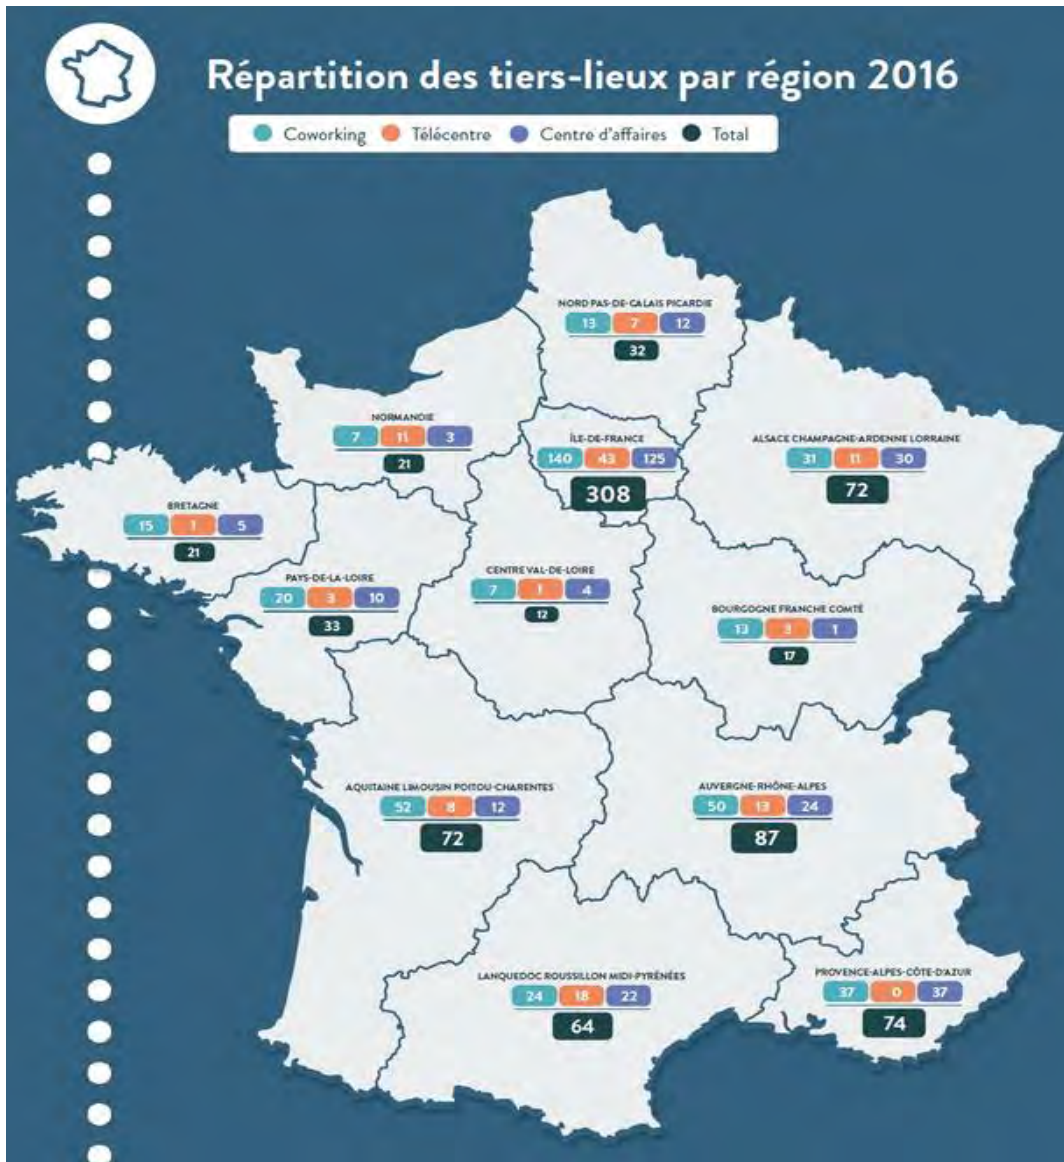 Répartition des tiers-lieux par région 2016
Coworking Télécentre Centre d'affaires Total
NORD PAS-DE-CALAIS PICARDIE
13 7 12
32
NORMANDIE
7 11 3
21
ÎLE-DE-FRANCE
140 43 125
308
ALSACE CHAMPAGNE-ARDENNE LORRAINE
31 11 30
72
BRETAGNE
15 1 5
21
PAYS-DE-LA-LOIRE
20 3 10
33
CENTRE VAL-DE-LOIRE
7 1 4
12
BOURGOGNE FRANCHE COMTÉ
13 3 1
17
AQUITAINE LIMOUSIN POITOU-CHARENTES
52 8 12
72
AUVERGNE-RHÔNE-ALPES
50 13 24
87
LANQUEDOC ROUSSILLON MIDI-PYRÉNÉES
24 18 22
64
PROVENCE-ALPES-CÔTE-D'AZUR
37 0 37
74